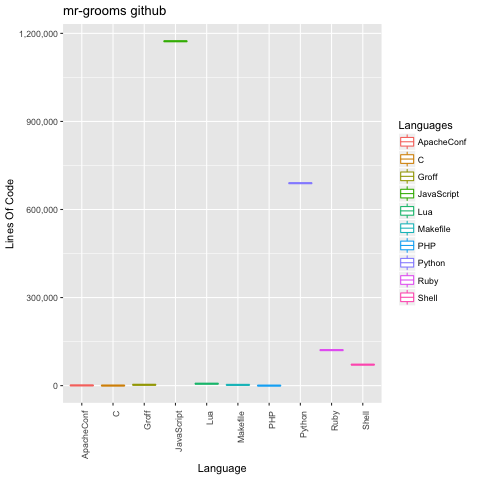 mr-grooms github
1,200,000
900,000
600,000
300,000
0
Lines Of Code
ApacheConf
C
Groff
JavaScript
Lua
Makefile
PHP
Python
Ruby
Shell
Language
Languages
ApacheConf
C
Groff
JavaScript
Lua
Makefile
PHP
Python
Ruby
Shell